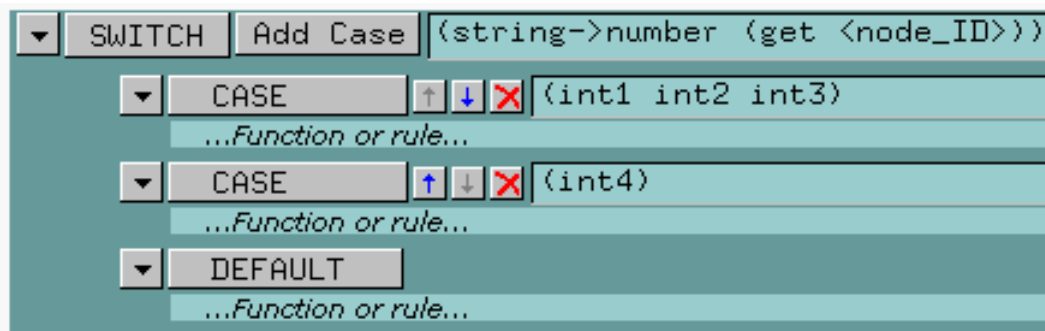 SWITCH Add Case (string->number (get <node_ID>))
CASE (int1 int2 int3)
...Function or rule...
CASE (int4)
...Function or rule...
DEFAULT
...Function or rule...